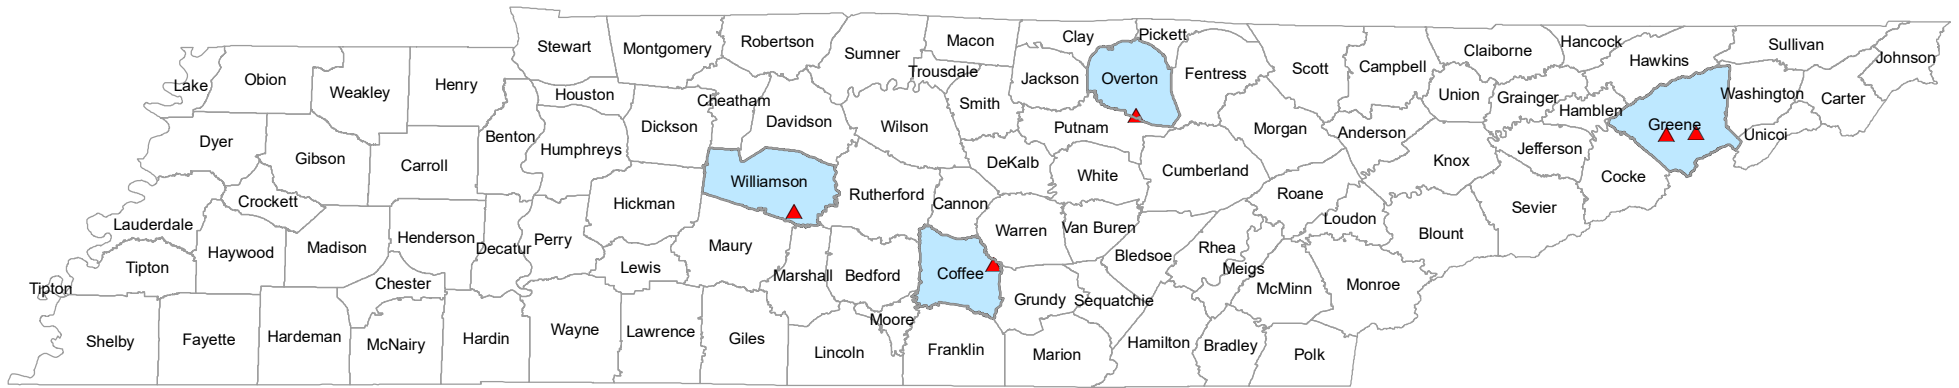 Stewart
Montgomery
Robertson
Sumner
Macon
Trousdale
Clay
Pickett
Jackson
Overton
Fentress
Scott
Campbell
Claiborne
Hancock
Hawkins
Sullivan
Johnson
Lake
Obion
Weakley
Henry
Houston
Cheatham
Smith
Union
Grainger
Hamblen
Greene
Washington
Carter
Unicoi
Dyer
Gibson
Carroll
Benton
Humphreys
Dickson
Davidson
Wilson
Putnam
DeKalb
White
Cumberland
Morgan
Anderson
Knox
Jefferson
Cocke
Crockett
Lauderdale
Haywood
Madison
Henderson
Decatur
Perry
Hickman
Williamson
Rutherford
Cannon
Warren
Van Buren
Roane
Loudon
Blount
Sevier
Tipton
Tipton
Chester
Lewis
Maury
Marshall
Bedford
Coffee
Grundy
Sequatchie
Bledsoe
Rhea
Meigs
McMinn
Monroe
Shelby
Fayette
Hardeman
McNairy
Hardin
Wayne
Lawrence
Giles
Lincoln
Moore
Franklin
Marion
Hamilton
Bradley
Polk